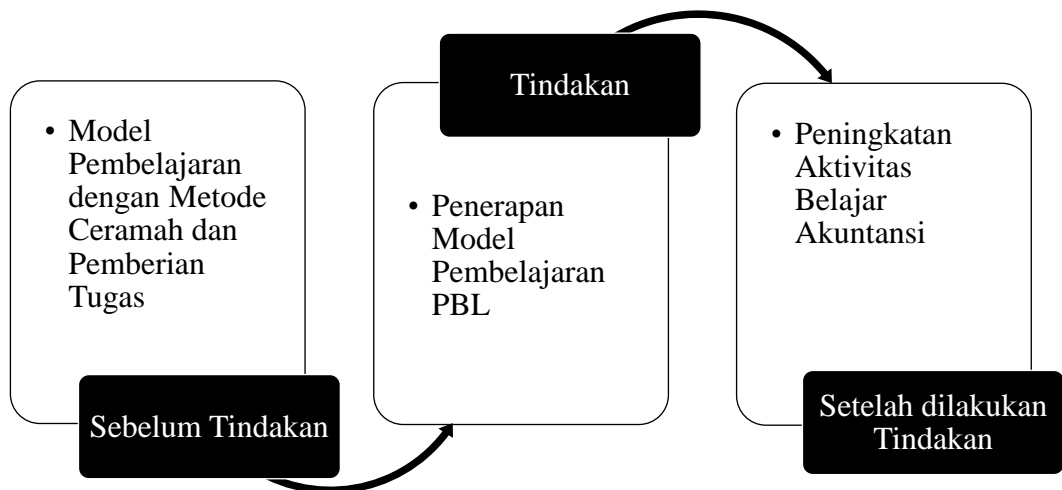 • Model
Pembelajaran
dengan Metode
Ceramah dan
Pemberian
Tugas
Sebelum Tindakan
Tindakan
• Penerapan
Model
Pembelajaran
PBL
• Peningkatan
Aktivitas
Belajar
Akuntansi
Setelah dilakukan
Tindakan